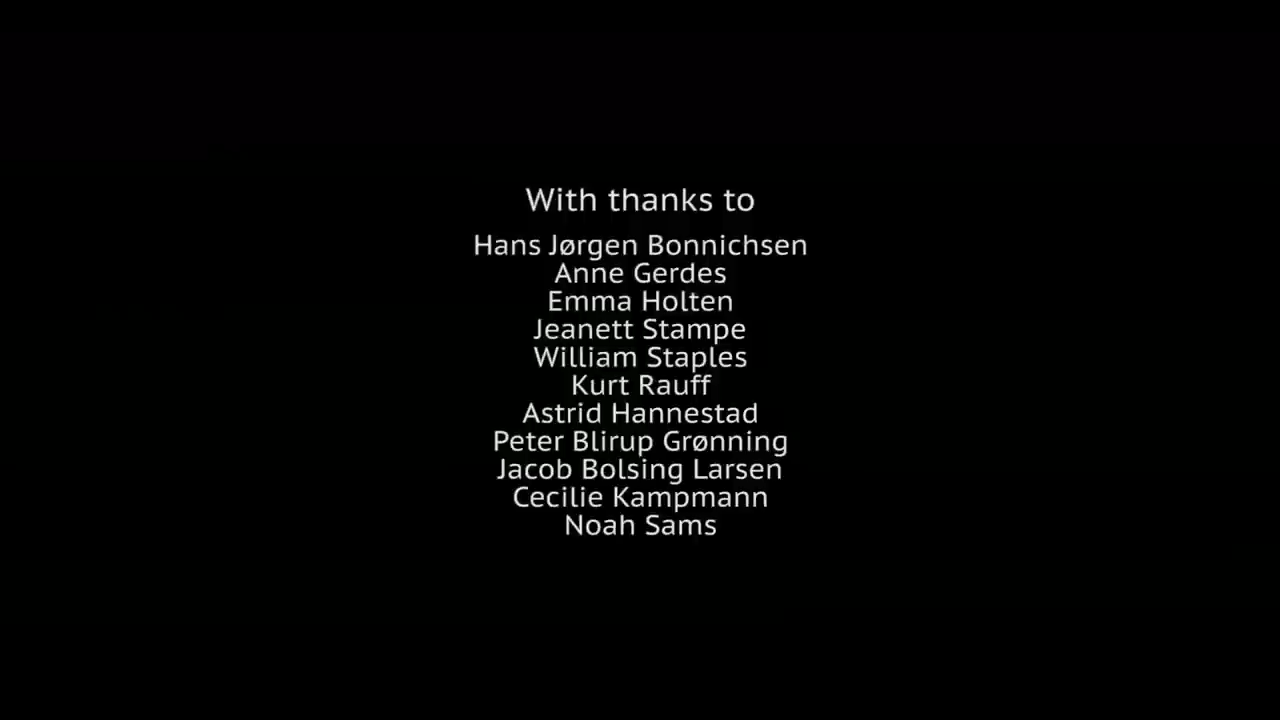 With thanks to
Hans Jørgen Bonnichsen
Anne Gerdes
Emma Holten
Jeanett Stampe
William Staples
Kurt Rauff
Astrid Hannestad
Peter Blirup Grønning
Jacob Bolsing Larsen
Cecilie Kampmann
Noah Sams